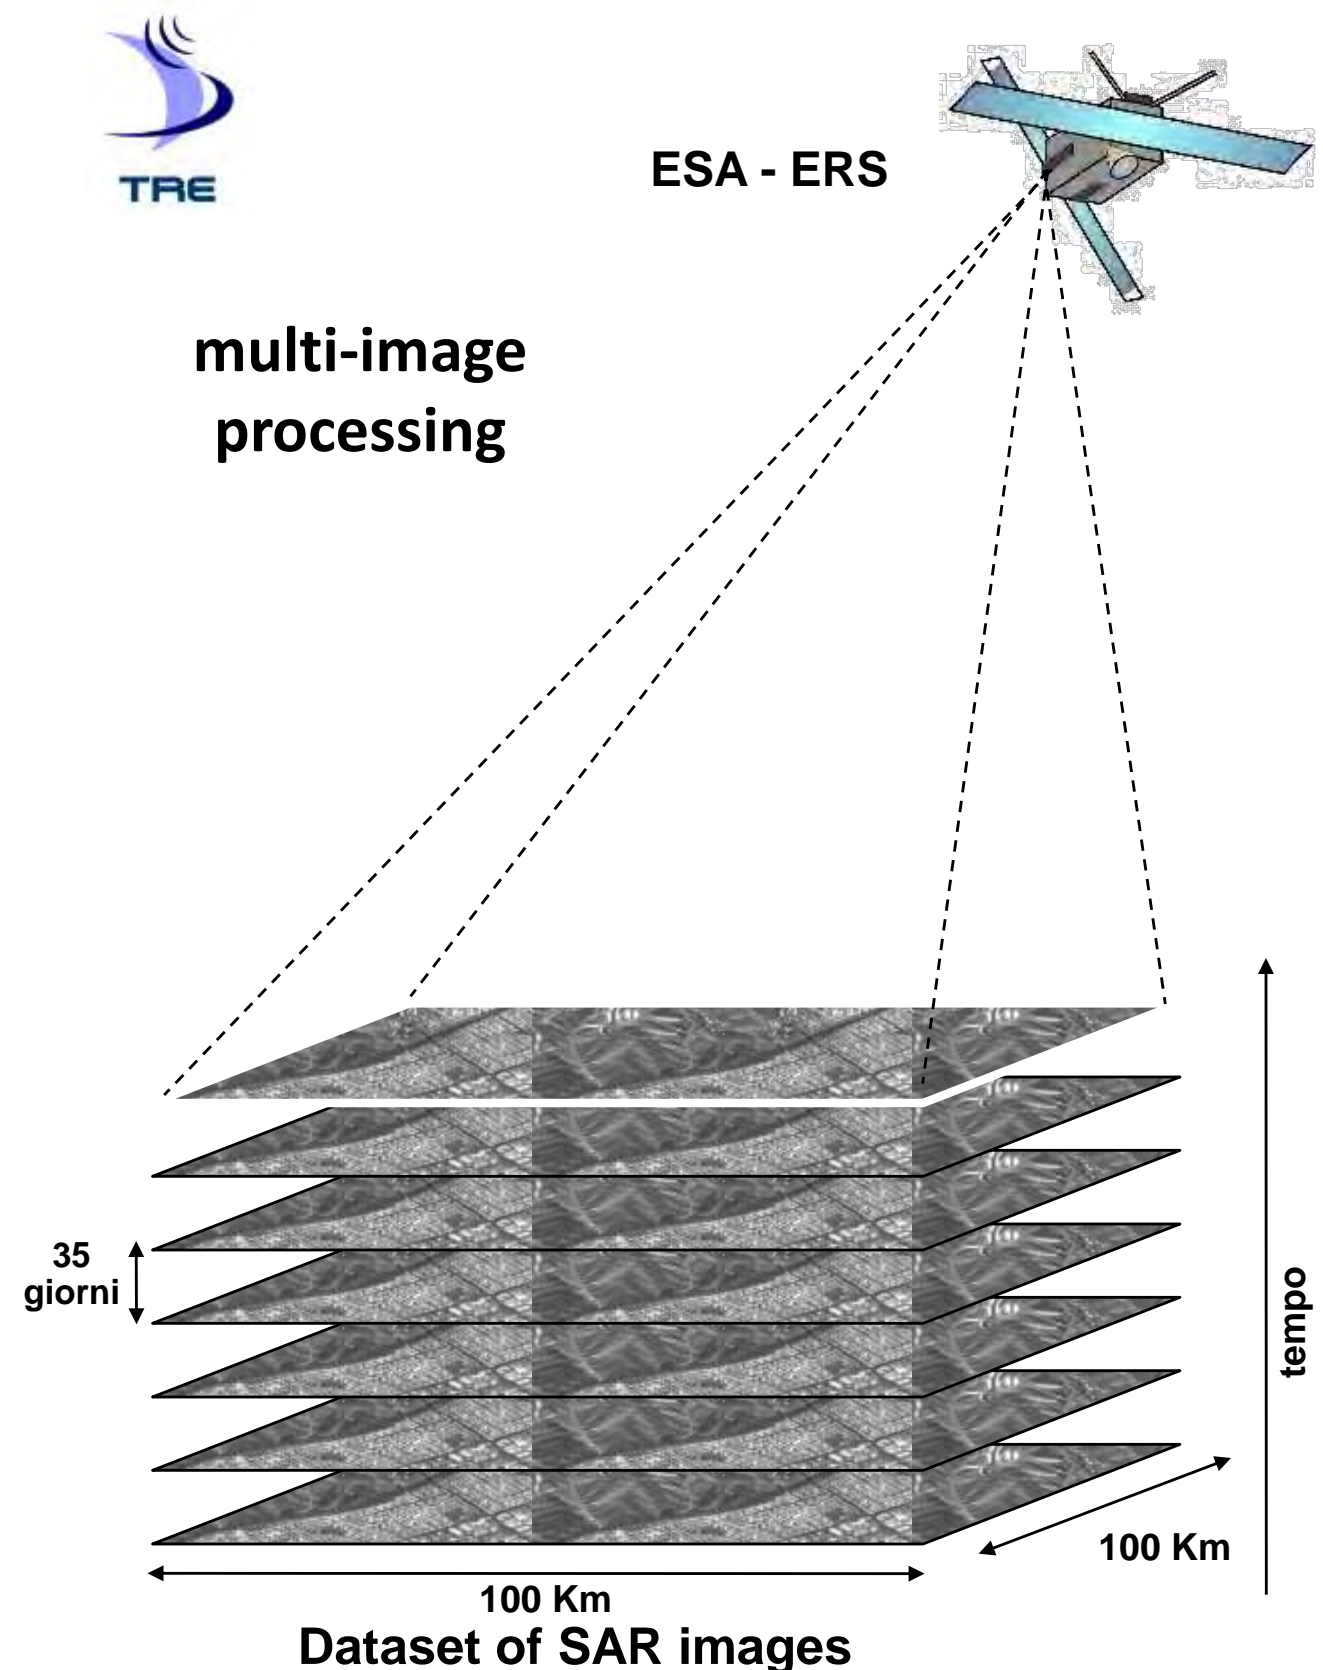 TRE
ESA - ERS
multi-image
processing
35
giorni
tempo
100 Km
100 Km
Dataset of SAR images